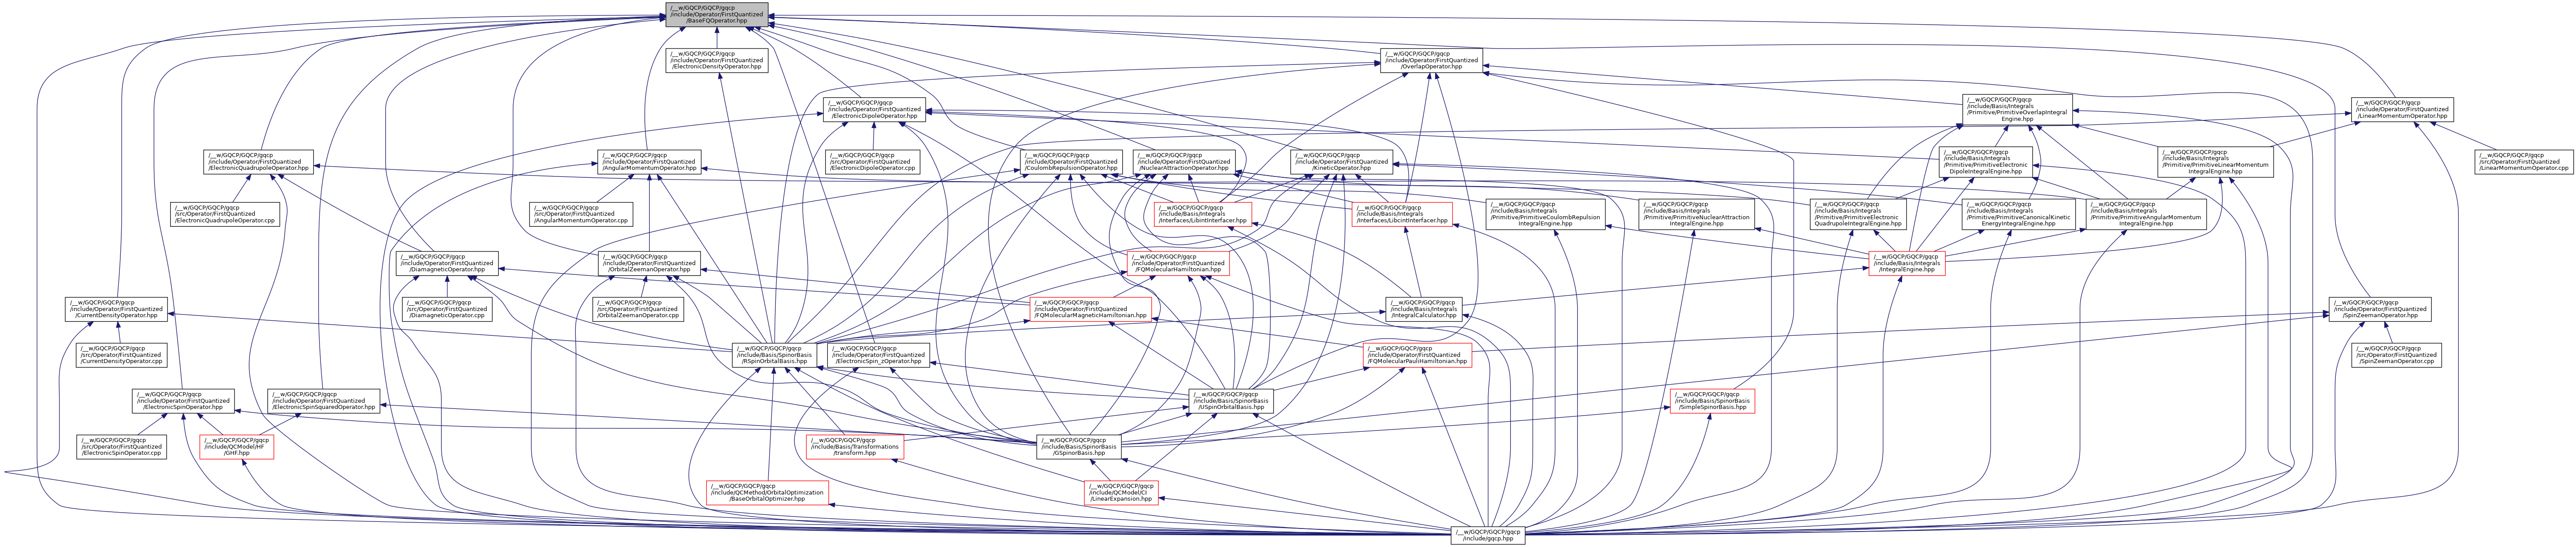 /__w/GQCP/GQCP/gqcp
/include/Operator/FirstQuantized
/BaseFQOperator.hpp
/__w/GQCP/GQCP/gqcp
/include/Operator/FirstQuantized
/ElectronicDensityOperator.hpp
/__w/GQCP/GQCP/gqcp
/include/Operator/FirstQuantized
/OverlapOperator.hpp
/__w/GQCP/GQCP/gqcp
/include/Operator/FirstQuantized
/ElectronicDipoleOperator.hpp
/__w/GQCP/GQCP/gqcp
/include/Basis/Integrals
/Primitive/PrimitiveOverlapIntegral
Engine.hpp
/__w/GQCP/GQCP/gqcp
/include/Operator/FirstQuantized
/LinearMomentumOperator.hpp
/__w/GQCP/GQCP/gqcp
/include/Operator/FirstQuantized
/ElectronicQuadrupoleOperator.hpp
/__w/GQCP/GQCP/gqcp
/include/Operator/FirstQuantized
/AngularMomentumOperator.hpp
/__w/GQCP/GQCP/gqcp
/src/Operator/FirstQuantized
/ElectronicDipoleOperator.cpp
/__w/GQCP/GQCP/gqcp
/include/Operator/FirstQuantized
/CoulombRepulsionOperator.hpp
/__w/GQCP/GQCP/gqcp
/include/Operator/FirstQuantized
/NuclearAttractionOperator.hpp
/__w/GQCP/GQCP/gqcp
/include/Operator/FirstQuantized
/KineticOperator.hpp
/__w/GQCP/GQCP/gqcp
/include/Basis/Integrals
/Primitive/PrimitiveElectronic
DipoleIntegralEngine.hpp
/__w/GQCP/GQCP/gqcp
/include/Basis/Integrals
/Primitive/PrimitiveLinearMomentum
IntegralEngine.hpp
/__w/GQCP/GQCP/gqcp
/src/Operator/FirstQuantized
/LinearMomentumOperator.cpp
/__w/GQCP/GQCP/gqcp
/src/Operator/FirstQuantized
/ElectronicQuadrupoleOperator.cpp
/__w/GQCP/GQCP/gqcp
/src/Operator/FirstQuantized
/AngularMomentumOperator.cpp
/__w/GQCP/GQCP/gqcp
/include/Basis/Integrals
/Interfaces/LibintInterfacer.hpp
/__w/GQCP/GQCP/gqcp
/include/Basis/Integrals
/Interfaces/LibcintInterfacer.hpp
/__w/GQCP/GQCP/gqcp
/include/Basis/Integrals
/Primitive/PrimitiveCoulombRepulsion
IntegralEngine.hpp
/__w/GQCP/GQCP/gqcp
/include/Basis/Integrals
/Primitive/PrimitiveNuclearAttraction
IntegralEngine.hpp
/__w/GQCP/GQCP/gqcp
/include/Basis/Integrals
/Primitive/PrimitiveElectronic
QuadrupoleIntegralEngine.hpp
/__w/GQCP/GQCP/gqcp
/include/Basis/Integrals
/Primitive/PrimitiveCanonicalKinetic
EnergyIntegralEngine.hpp
/__w/GQCP/GQCP/gqcp
/include/Basis/Integrals
/Primitive/PrimitiveAngularMomentum
IntegralEngine.hpp
/__w/GQCP/GQCP/gqcp
/include/Operator/FirstQuantized
/DiamagneticOperator.hpp
/__w/GQCP/GQCP/gqcp
/include/Operator/FirstQuantized
/OrbitalZeemanOperator.hpp
/__w/GQCP/GQCP/gqcp
/include/Operator/FirstQuantized
/FQMolecularHamiltonian.hpp
/__w/GQCP/GQCP/gqcp
/include/Basis/Integrals
/IntegralEngine.hpp
/__w/GQCP/GQCP/gqcp
/include/Operator/FirstQuantized
/CurrentDensityOperator.hpp
/__w/GQCP/GQCP/gqcp
/src/Operator/FirstQuantized
/DiamagneticOperator.cpp
/__w/GQCP/GQCP/gqcp
/src/Operator/FirstQuantized
/OrbitalZeemanOperator.cpp
/__w/GQCP/GQCP/gqcp
/include/Operator/FirstQuantized
/FQMolecularMagneticHamiltonian.hpp
/__w/GQCP/GQCP/gqcp
/include/Basis/Integrals
/IntegralCalculator.hpp
/__w/GQCP/GQCP/gqcp
/include/Operator/FirstQuantized
/SpinZeemanOperator.hpp
/__w/GQCP/GQCP/gqcp
/src/Operator/FirstQuantized
/CurrentDensityOperator.cpp
/__w/GQCP/GQCP/gqcp
/include/Basis/SpinorBasis
/RSpinOrbitalBasis.hpp
/__w/GQCP/GQCP/gqcp
/include/Operator/FirstQuantized
/ElectronicSpin_zOperator.hpp
/__w/GQCP/GQCP/gqcp
/include/Operator/FirstQuantized
/FQMolecularPauliHamiltonian.hpp
/__w/GQCP/GQCP/gqcp
/src/Operator/FirstQuantized
/SpinZeemanOperator.cpp
/__w/GQCP/GQCP/gqcp
/include/Operator/FirstQuantized
/ElectronicSpinOperator.hpp
/__w/GQCP/GQCP/gqcp
/include/Operator/FirstQuantized
/ElectronicSpinSquaredOperator.hpp
/__w/GQCP/GQCP/gqcp
/include/Basis/SpinorBasis
/USpinOrbitalBasis.hpp
/__w/GQCP/GQCP/gqcp
/include/Basis/SpinorBasis
/SimpleSpinorBasis.hpp
/__w/GQCP/GQCP/gqcp
/src/Operator/FirstQuantized
/ElectronicSpinOperator.cpp
/__w/GQCP/GQCP/gqcp
/include/QCModel/HF
/GHF.hpp
/__w/GQCP/GQCP/gqcp
/include/Basis/Transformations
/transform.hpp
/__w/GQCP/GQCP/gqcp
/include/Basis/SpinorBasis
/GSpinorBasis.hpp
/__w/GQCP/GQCP/gqcp
/include/QCMethod/OrbitalOptimization
/BaseOrbitalOptimizer.hpp
/__w/GQCP/GQCP/gqcp
/include/QCModel/CI
/LinearExpansion.hpp
/__w/GQCP/GQCP/gqcp
/include/gqcp.hpp